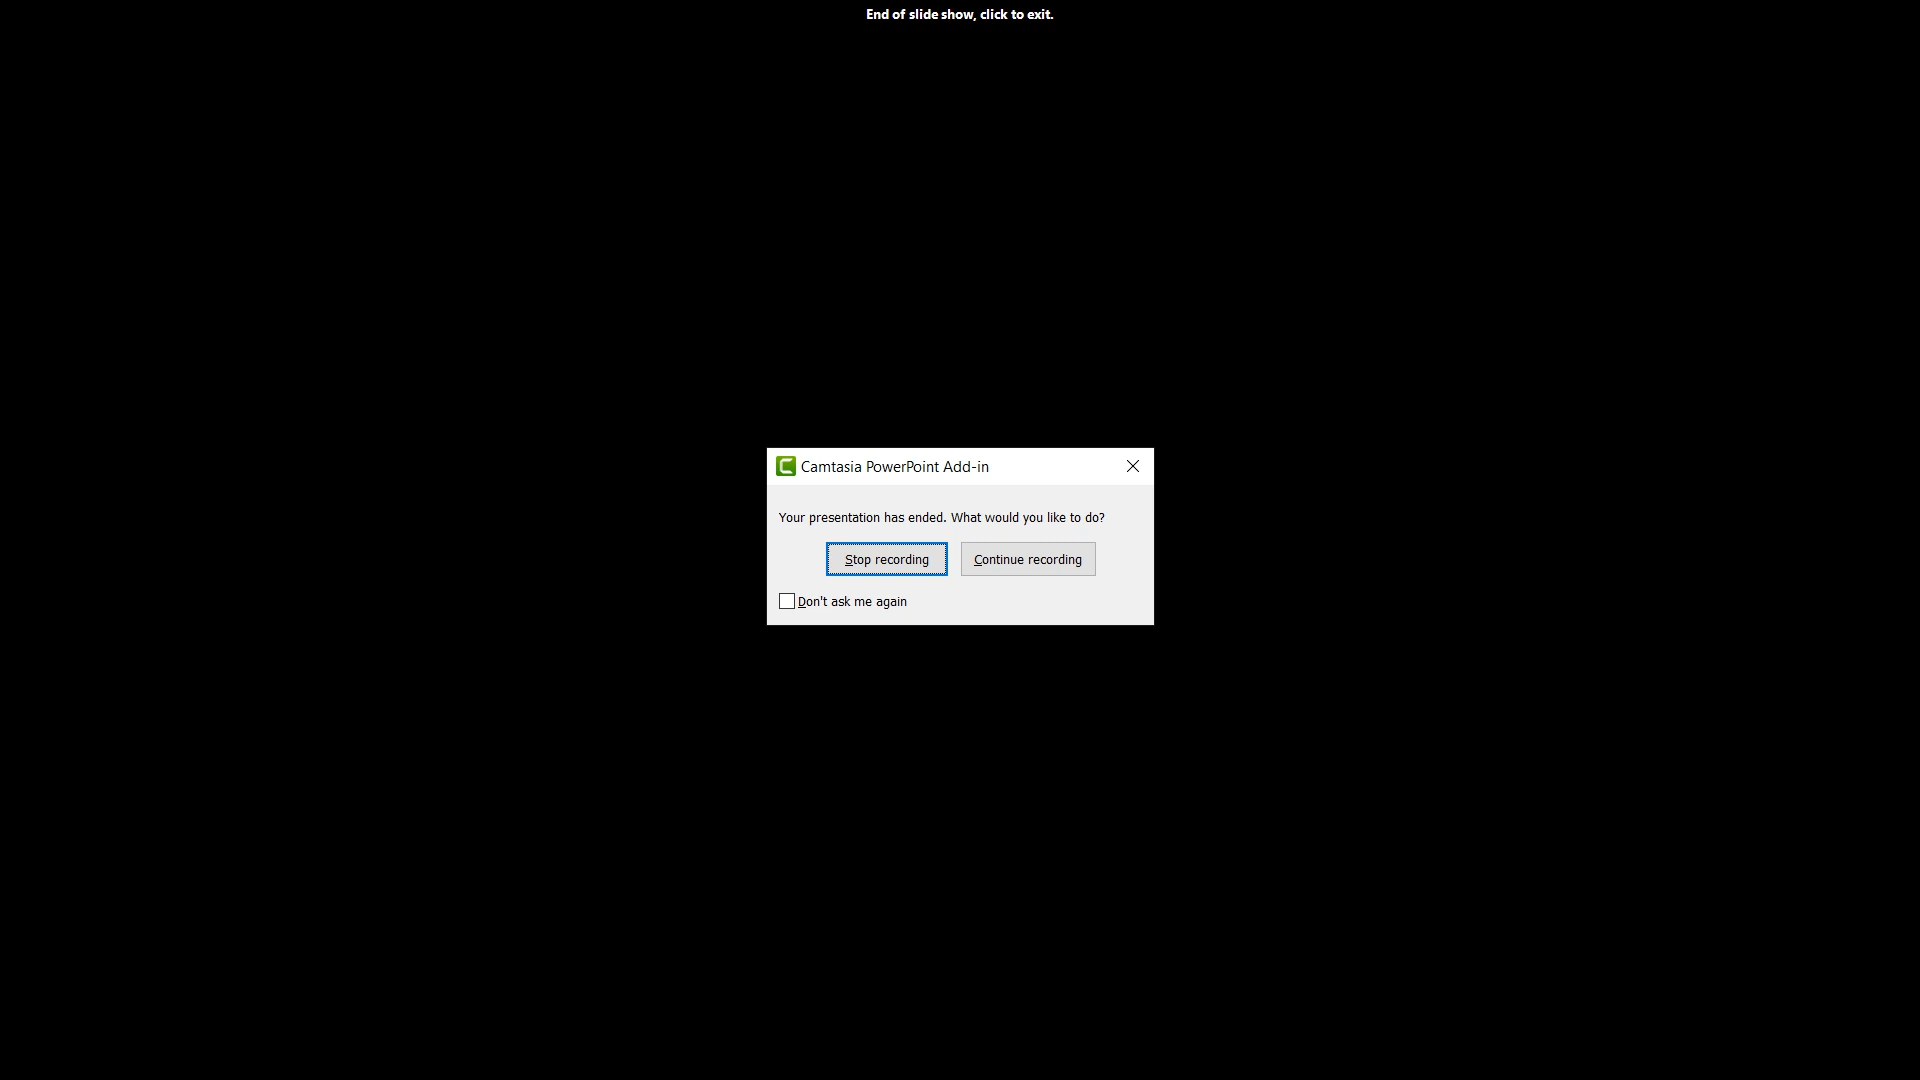 End of slide show, click to exit.
Camtasia PowerPoint Add-in
Your presentation has ended. What would you like to do?
Stop recording
Continue recording
Don't ask me again